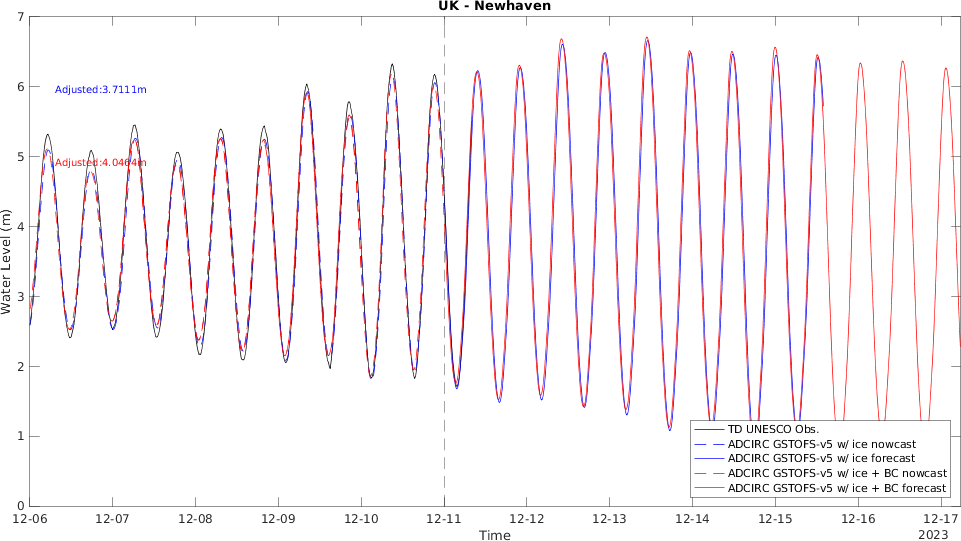 UK - Newhaven
7
6
5
4
3
2
1
0
Water Level (m)
Adjusted:3.7111m
Adjusted:4.0464m
TD UNESCO Obs.
ADCIRC GSTOFS-v5 w/ ice nowcast
ADCIRC GSTOFS-v5 w/ ice forecast
ADCIRC GSTOFS-v5 w/ ice + BC nowcast
ADCIRC GSTOFS-v5 w/ ice + BC forecast
12-06 12-07 12-08 12-09 12-10 12-11 12-12 12-13 12-14 12-15 12-16 12-17
Time
2023